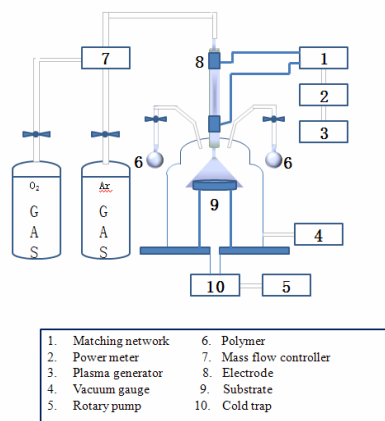 7
8
1
2
3
6
6
O2
Ar
G
G
A
A
S
S
9
4
10
5
1. Matching network
2. Power meter
3. Plasma generator
4. Vacuum gauge
5. Rotary pump
6. Polymer
7. Mass flow controller
8. Electrode
9. Substrate
10. Cold trap